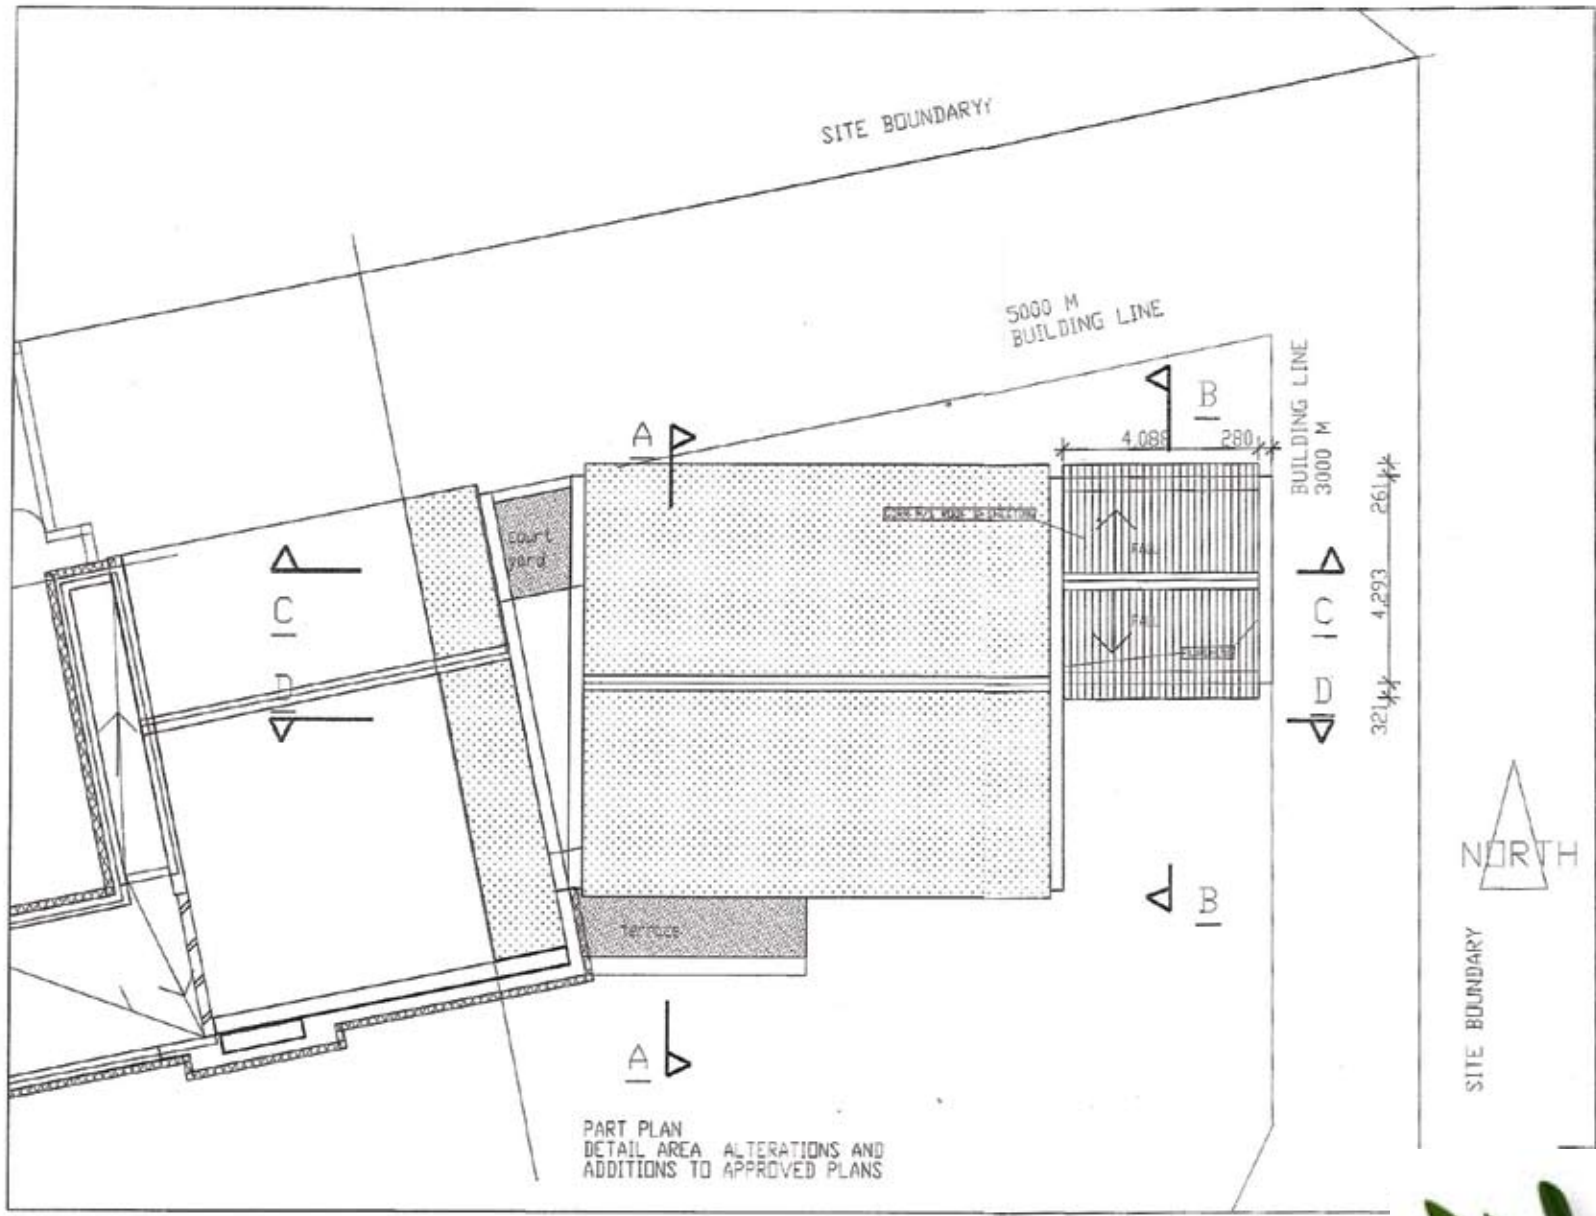 SITE BOUNDARYY
5000 M
BUILDING LINE
BUILDING LINE
3000 M
A
B
4,088
280
261
court
yard
FALL
C
C
4,293
FALL
D
D
321
NORTH
B
terrace
SITE BOUNDARY
A
PART PLAN
DETAIL AREA ALTERATIONS AND
ADDITIONS TO APPROVED PLANS